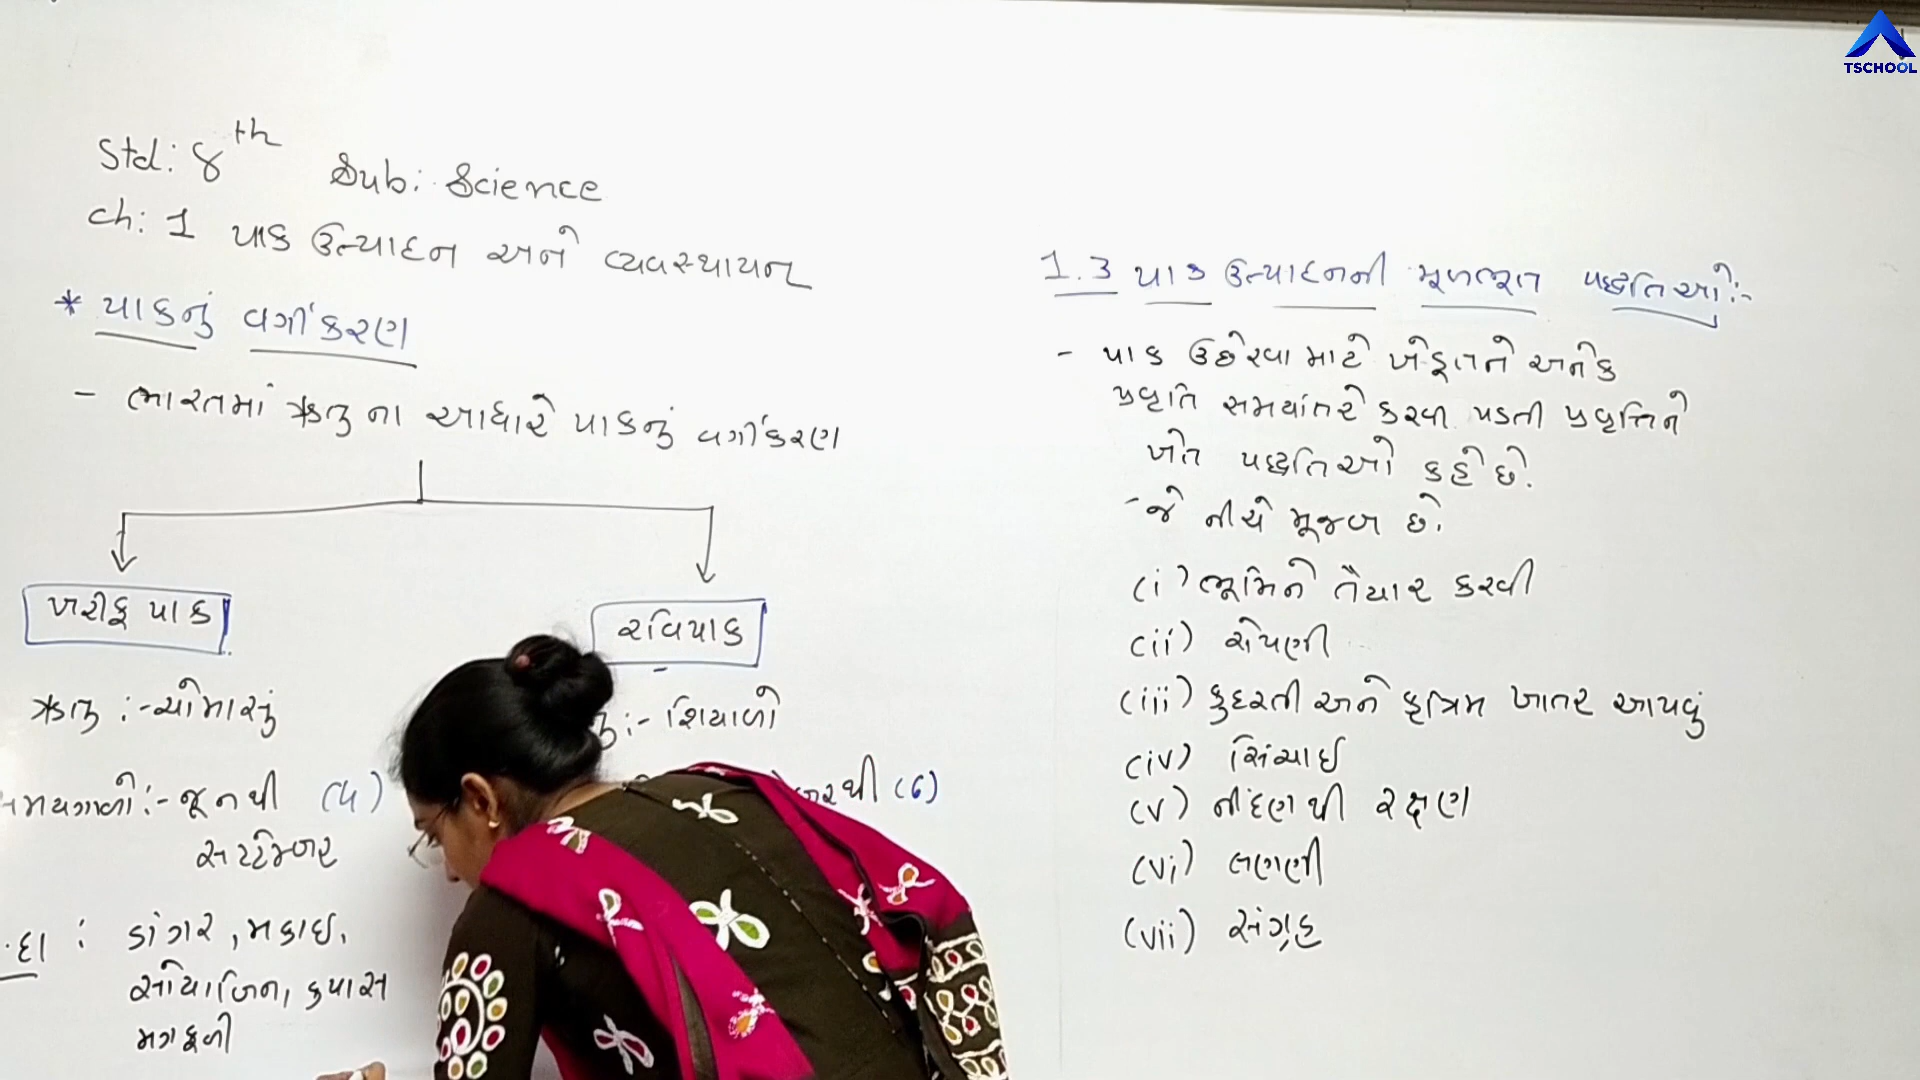 TSCHOOL
Std: 8th Sub: Science
Ch: 1 પાક ઉત્પાદન અને વ્યવસ્થાપન
* પાકનું વર્ગીકરણ
- ભારતમાં ઋતુના આધારે પાકનું વર્ગીકરણ
ખરીફ પાક
રવિપાક
ઋતુ :- ચોમાસું
:- શિયાળો
:- જૂનથી (4)
(6)
સપ્ટેમ્બર
.દા : ડાંગર, મકાઇ,
સોયાબિન, કપાસ
મગફળી
1.3 પાક ઉત્પાદનની મૂળભૂત પદ્ધતિઓ:-
- પાક ઉછેરવા માટે ખેડૂતને અનેક
પ્રવૃતિ સમયાંતરે કરવી પડતી પ્રવૃત્તિને
ખેત પદ્ધતિઓ કહે છે.
- જે નીચે મૂજબ છે.
(i) ભૂમિને તૈયાર કરવી
(ii) રોપણી
(iii) કુદરતી અને કૃત્રિમ ખાતર આપવું
(iv) સિંચાઇ
(v) નીંદણથી રક્ષણ
(vi) લણણી
(vii) સંગ્રહ